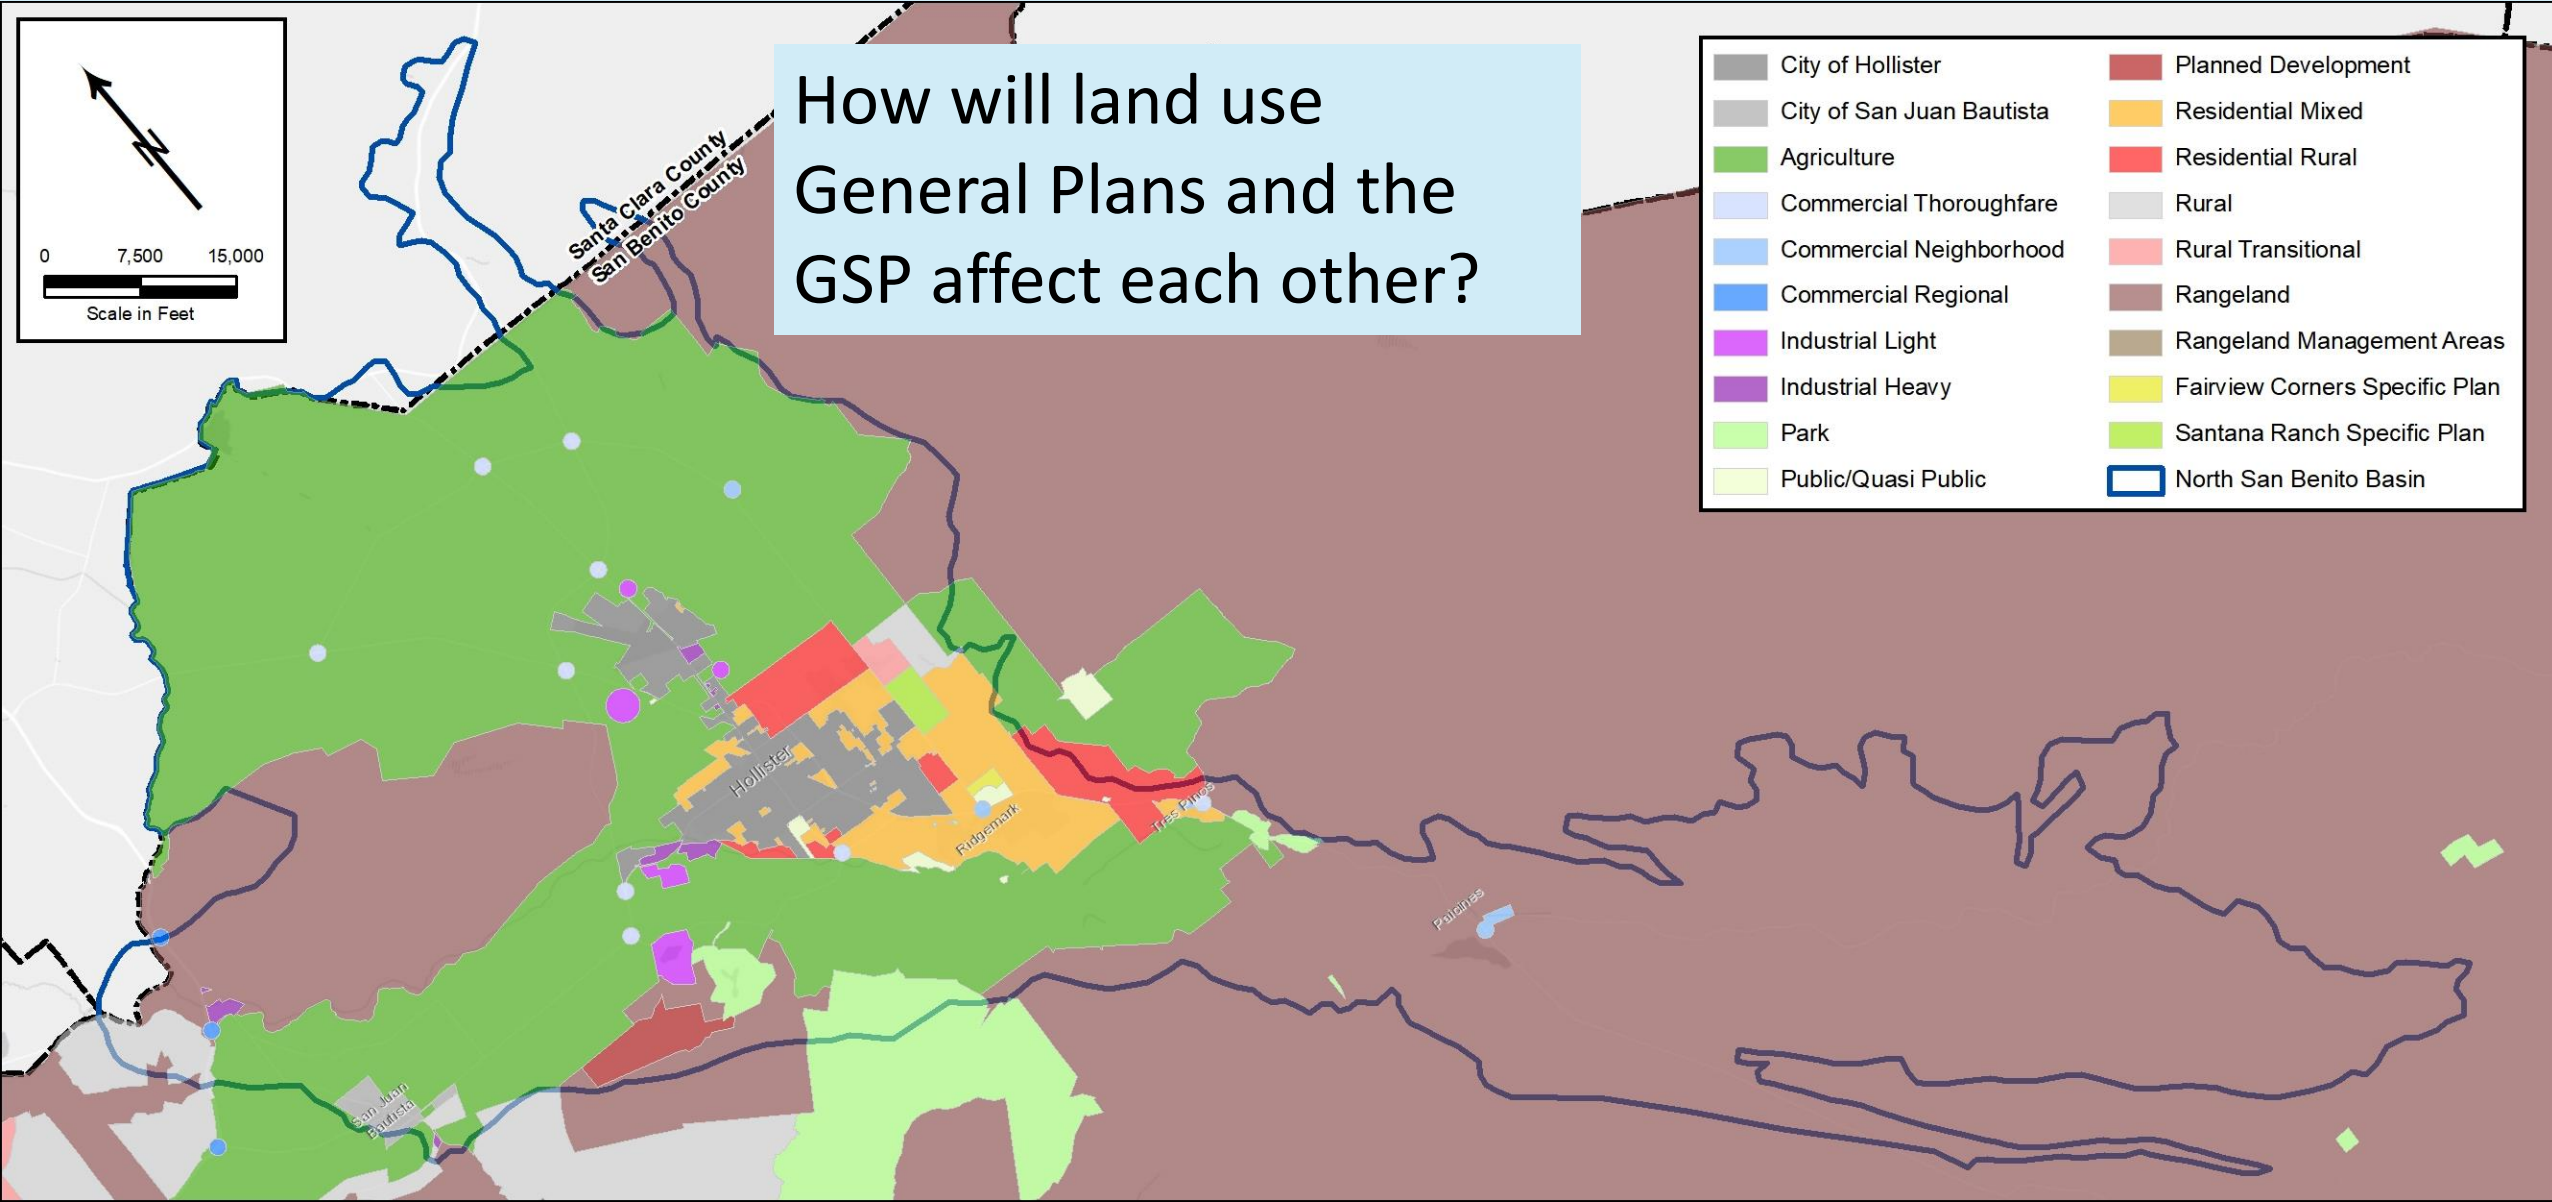 How will land use
General Plans and the
GSP affect each other?
N
0 7,500 15,000
Scale in Feet
Santa Clara County
San Benito County
City of Hollister
City of San Juan Bautista
Agriculture
Commercial Thoroughfare
Commercial Neighborhood
Commercial Regional
Industrial Light
Industrial Heavy
Park
Public/Quasi Public
Planned Development
Residential Mixed
Residential Rural
Rural
Rural Transitional
Rangeland
Rangeland Management Areas
Fairview Corners Specific Plan
Santana Ranch Specific Plan
North San Benito Basin
Hollister
Ridgemark
Tres Pinos
Paicines
San Juan
Bautista